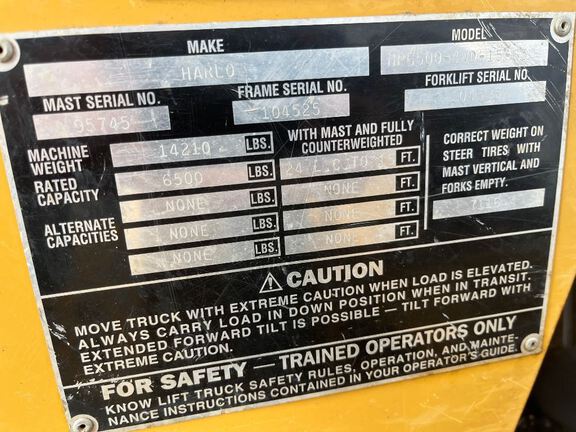 MAKE
MODEL
HARLO
MAST SERIAL NO.
FRAME SERIAL NO.
FORKLIFT SERIAL NO.
95745
104525
MACHINE WEIGHT
14210 LBS.
WITH MAST AND FULLY COUNTERWEIGHTED
RATED CAPACITY
6500 LBS.
24 FT.
ALTERNATE CAPACITIES
NONE LBS.
NONE FT.
NONE LBS.
NONE FT.
NONE LBS.
NONE FT.
CORRECT WEIGHT ON
STEER TIRES WITH
MAST VERTICAL AND
FORKS EMPTY.
⚠ CAUTION
MOVE TRUCK WITH EXTREME CAUTION WHEN LOAD IS ELEVATED.
ALWAYS CARRY LOAD IN DOWN POSITION WHEN IN TRANSIT.
EXTENDED FORWARD TILT IS POSSIBLE — TILT FORWARD WITH
EXTREME CAUTION.
FOR SAFETY — TRAINED OPERATORS ONLY
KNOW LIFT TRUCK SAFETY RULES, OPERATION, AND MAINTE-
NANCE INSTRUCTIONS CONTAINED IN YOUR OPERATOR'S GUIDE.